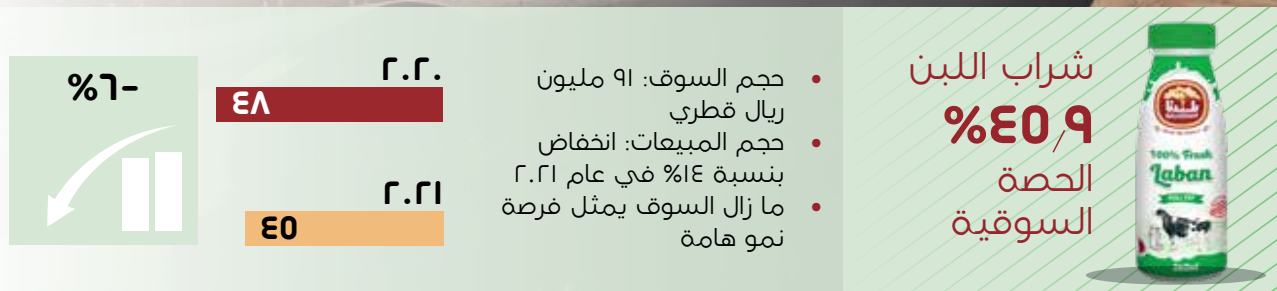 شراب اللبن
٤٥٫٩%
الحصة
السوقية
100% Fresh
Laban
• حجم السوق: ٩١ مليون
ريال قطري
• حجم المبيعات: انخفاض
بنسبة ١٤% في عام ٢٠٢١
• ما زال السوق يمثل فرصة
نمو هامة
٢٠٢٠
٤٨
٢٠٢١
٤٥
-٦%